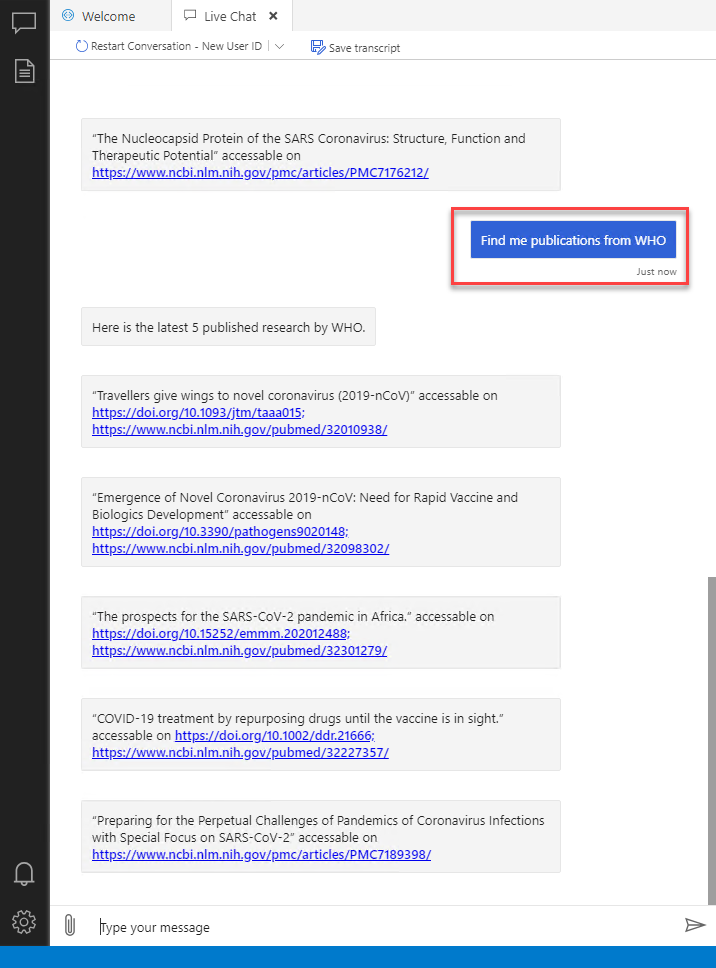 Welcome
Live Chat
Restart Conversation - New User ID
Save transcript
“The Nucleocapsid Protein of the SARS Coronavirus: Structure, Function and
Therapeutic Potential” accessable on
https://www.ncbi.nlm.nih.gov/pmc/articles/PMC7176212/
Find me publications from WHO
Just now
Here is the latest 5 published research by WHO.
“Travellers give wings to novel coronavirus (2019-nCoV)” accessable on
https://doi.org/10.1093/jtm/taaa015;
https://www.ncbi.nlm.nih.gov/pubmed/32010938/
“Emergence of Novel Coronavirus 2019-nCoV: Need for Rapid Vaccine and
Biologics Development” accessable on
https://doi.org/10.3390/pathogens9020148;
https://www.ncbi.nlm.nih.gov/pubmed/32098302/
“The prospects for the SARS-CoV-2 pandemic in Africa.” accessable on
https://doi.org/10.15252/emmm.202012488;
https://www.ncbi.nlm.nih.gov/pubmed/32301279/
“COVID-19 treatment by repurposing drugs until the vaccine is in sight.”
accessable on https://doi.org/10.1002/ddr.21666;
https://www.ncbi.nlm.nih.gov/pubmed/32227357/
“Preparing for the Perpetual Challenges of Pandemics of Coronavirus Infections
with Special Focus on SARS-CoV-2” accessable on
https://www.ncbi.nlm.nih.gov/pmc/articles/PMC7189398/
Type your message